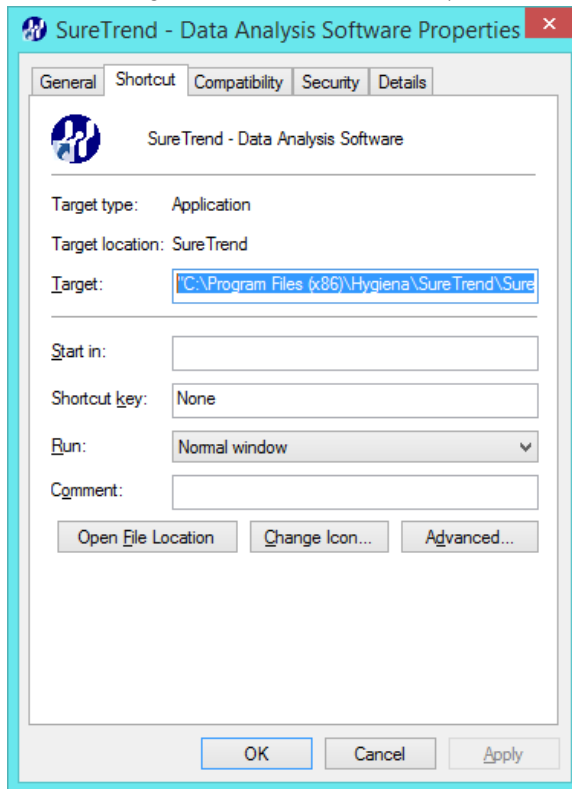 SureTrend - Data Analysis Software Properties
General Shortcut Compatibility Security Details
SureTrend - Data Analysis Software
Target type: Application
Target location: SureTrend
Target: "C:\Program Files (x86)\Hygiena\SureTrend\Sure
Start in:
Shortcut key: None
Run: Normal window
Comment:
Open File Location Change Icon... Advanced...
OK Cancel Apply